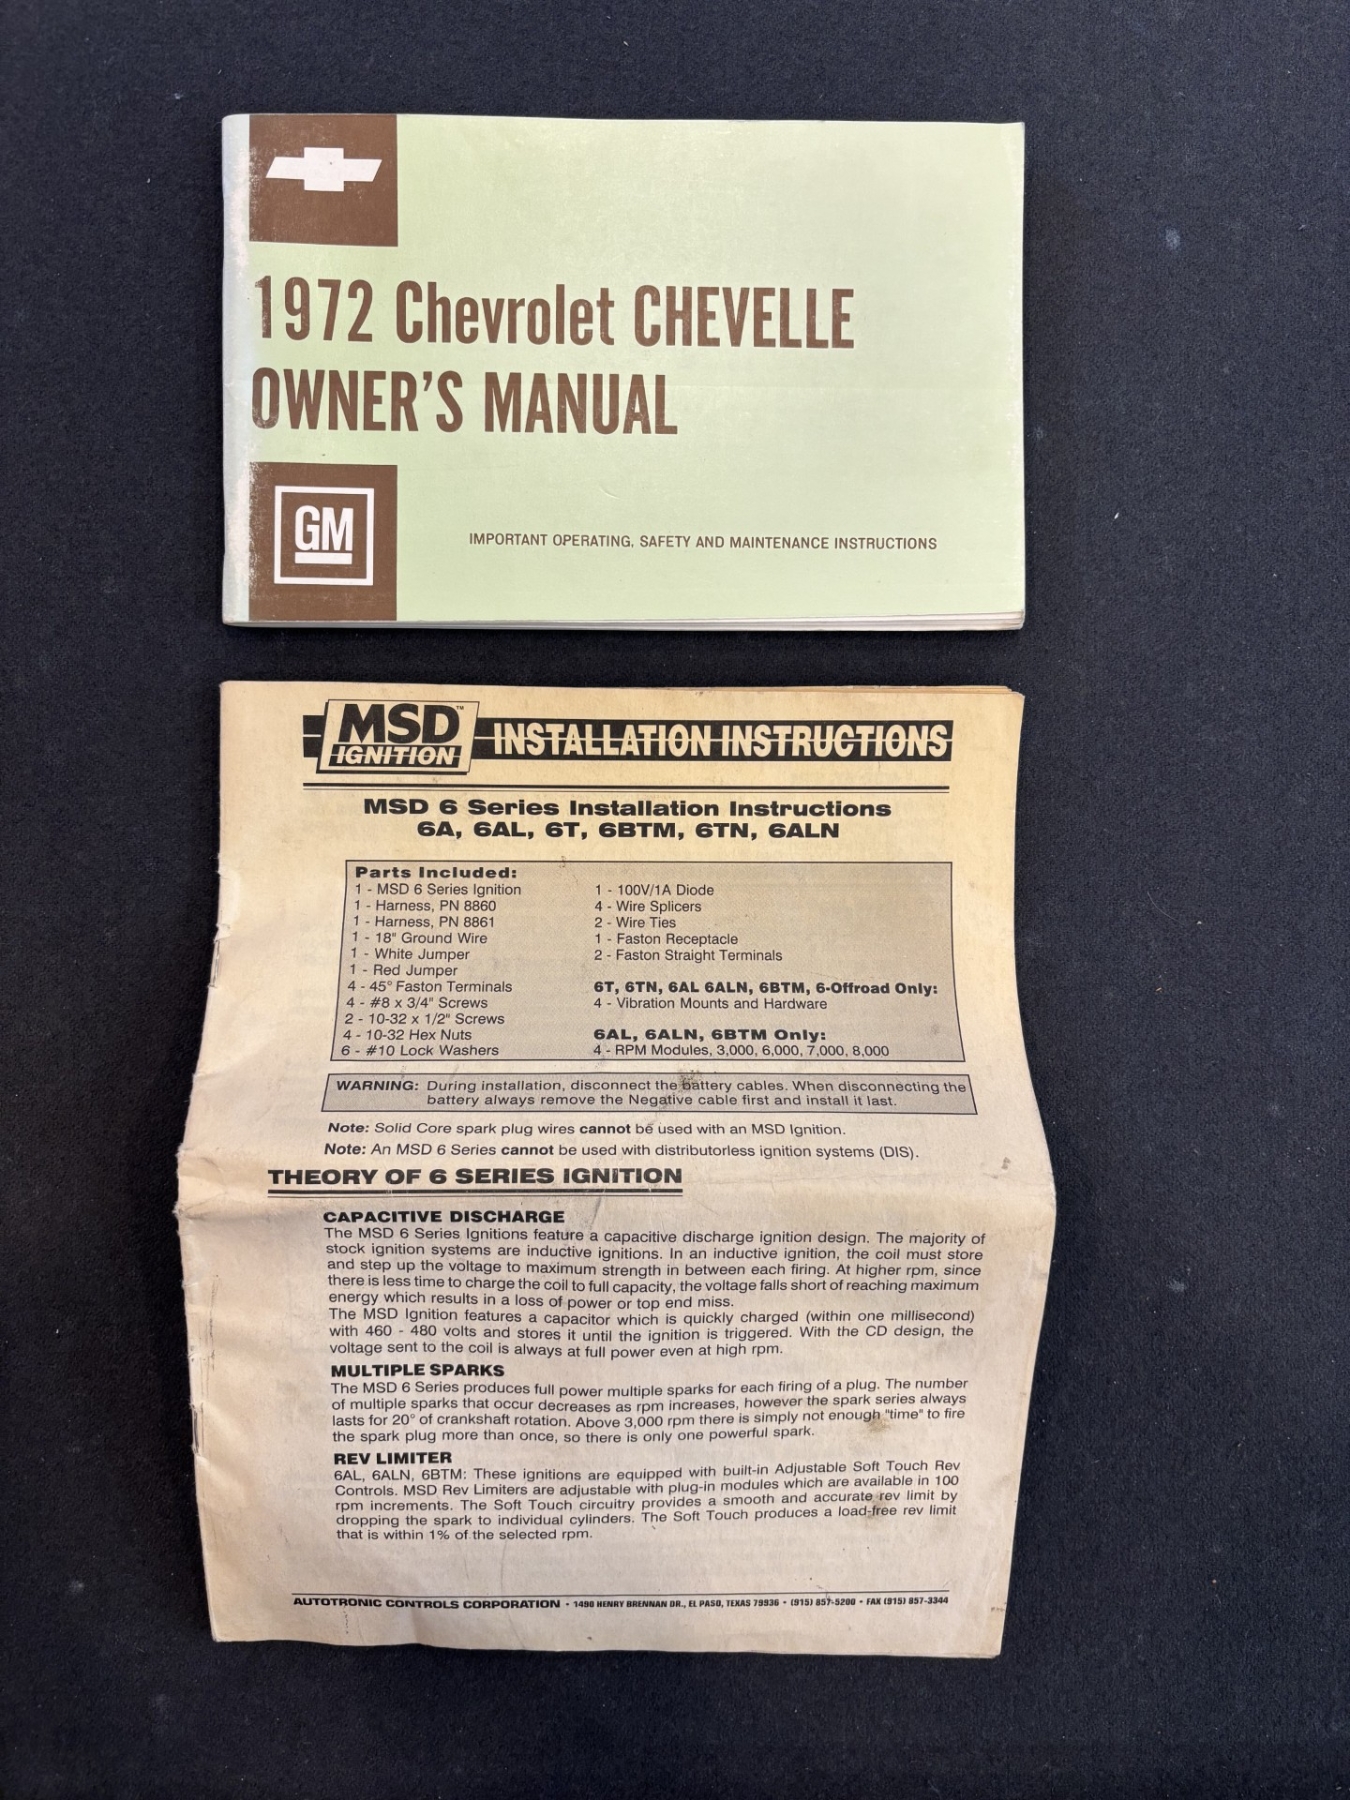 1972 Chevrolet CHEVELLE
OWNER'S MANUAL
GM
IMPORTANT OPERATING, SAFETY AND MAINTENANCE INSTRUCTIONS
MSD™
IGNITION
INSTALLATION INSTRUCTIONS
MSD 6 Series Installation Instructions
6A, 6AL, 6T, 6BTM, 6TN, 6ALN
Parts Included:
1 - MSD 6 Series Ignition
1 - Harness, PN 8860
1 - Harness, PN 8861
1 - 18" Ground Wire
1 - White Jumper
1 - Red Jumper
4 - 45° Faston Terminals
4 - #8 x 3/4" Screws
2 - 10-32 x 1/2" Screws
4 - 10-32 Hex Nuts
6 - #10 Lock Washers
1 - 100V/1A Diode
4 - Wire Splicers
2 - Wire Ties
1 - Faston Receptacle
2 - Faston Straight Terminals
6T, 6TN, 6AL 6ALN, 6BTM, 6-Offroad Only:
4 - Vibration Mounts and Hardware
6AL, 6ALN, 6BTM Only:
4 - RPM Modules, 3,000, 6,000, 7,000, 8,000
WARNING: During installation, disconnect the battery cables. When disconnecting the
battery always remove the Negative cable first and install it last.
Note: Solid Core spark plug wires cannot be used with an MSD Ignition.
Note: An MSD 6 Series cannot be used with distributorless ignition systems (DIS).
THEORY OF 6 SERIES IGNITION
CAPACITIVE DISCHARGE
The MSD 6 Series Ignitions feature a capacitive discharge ignition design. The majority of
stock ignition systems are inductive ignitions. In an inductive ignition, the coil must store
and step up the voltage to maximum strength in between each firing. At higher rpm, since
there is less time to charge the coil to full capacity, the voltage falls short of reaching maximum
energy which results in a loss of power or top end miss.
The MSD Ignition features a capacitor which is quickly charged (within one millisecond)
with 460 - 480 volts and stores it until the ignition is triggered. With the CD design, the
voltage sent to the coil is always at full power even at high rpm.
MULTIPLE SPARKS
The MSD 6 Series produces full power multiple sparks for each firing of a plug. The number
of multiple sparks that occur decreases as rpm increases, however the spark series always
lasts for 20° of crankshaft rotation. Above 3,000 rpm there is simply not enough "time" to fire
the spark plug more than once, so there is only one powerful spark.
REV LIMITER
6AL, 6ALN, 6BTM: These ignitions are equipped with built-in Adjustable Soft Touch Rev
Controls. MSD Rev Limiters are adjustable with plug-in modules which are available in 100
rpm increments. The Soft Touch circuitry provides a smooth and accurate rev limit by
dropping the spark to individual cylinders. The Soft Touch produces a load-free rev limit
that is within 1% of the selected rpm.
AUTOTRONIC CONTROLS CORPORATION • 1490 HENRY BRENNAN DR., EL PASO, TEXAS 79936 • (915) 857-5200 • FAX (915) 857-3344